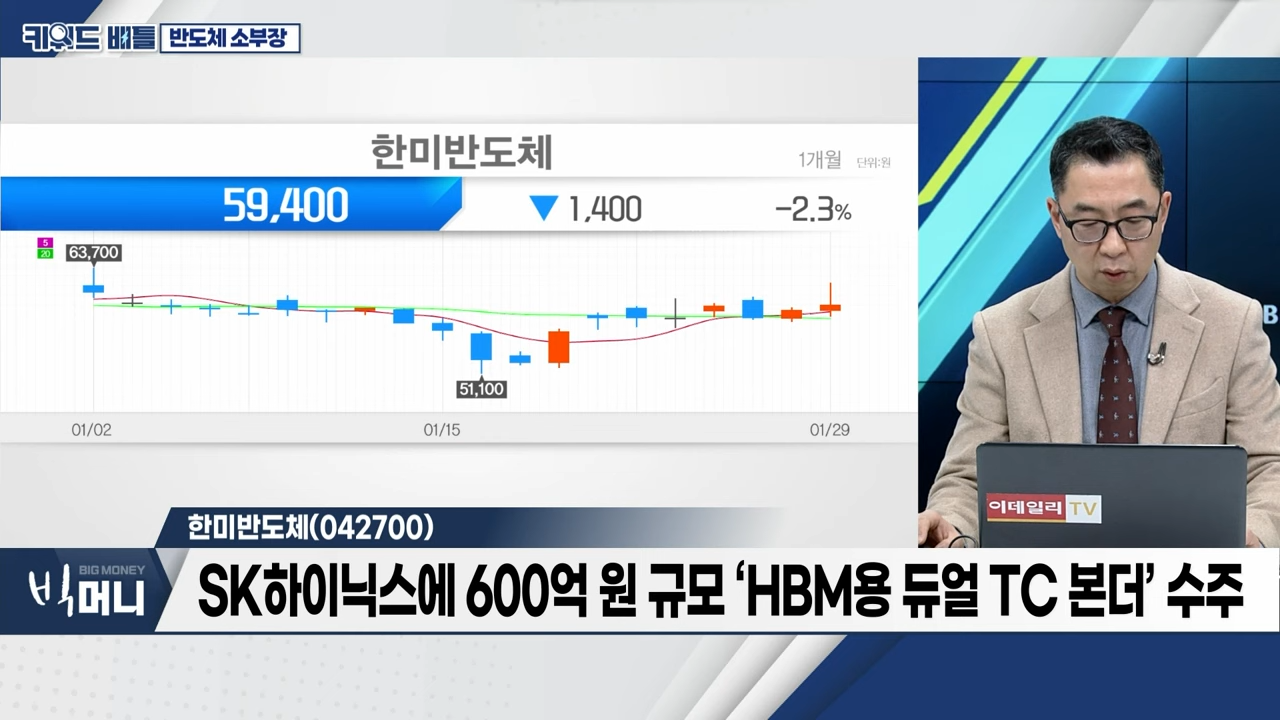 키워드 배틀 반도체 소부장
한미반도체
1개월 단위:원
59,400 ▼ 1,400 -2.3%
5
20
63,700
51,100
01/02 01/15 01/29
B
이데일리 TV
한미반도체(042700)
빅머니 BIG MONEY
SK하이닉스에 600억 원 규모 ‘HBM용 듀얼 TC 본더’ 수주